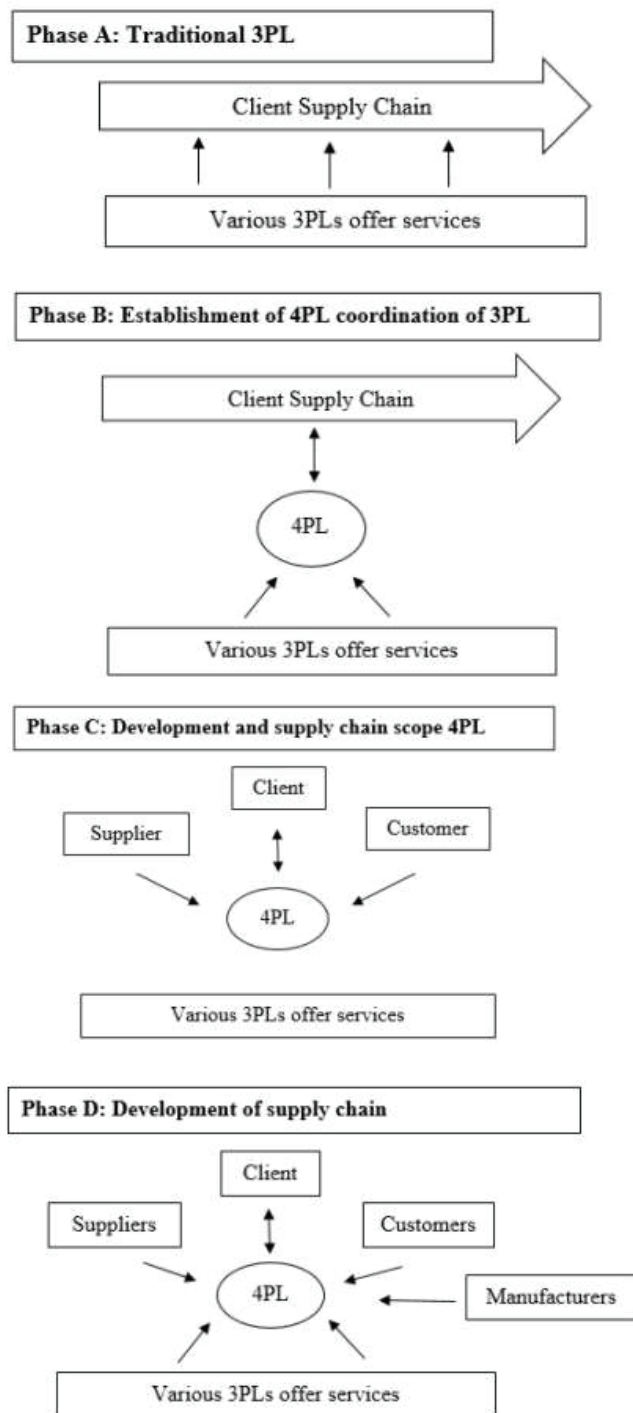 Phase A: Traditional 3PL
Client Supply Chain
Various 3PLs offer services
Phase B: Establishment of 4PL coordination of 3PL
Client Supply Chain
4PL
Various 3PLs offer services
Phase C: Development and supply chain scope 4PL
Client
Supplier
Customer
4PL
Various 3PLs offer services
Phase D: Development of supply chain
Client
Suppliers
Customers
4PL
Manufacturers
Various 3PLs offer services